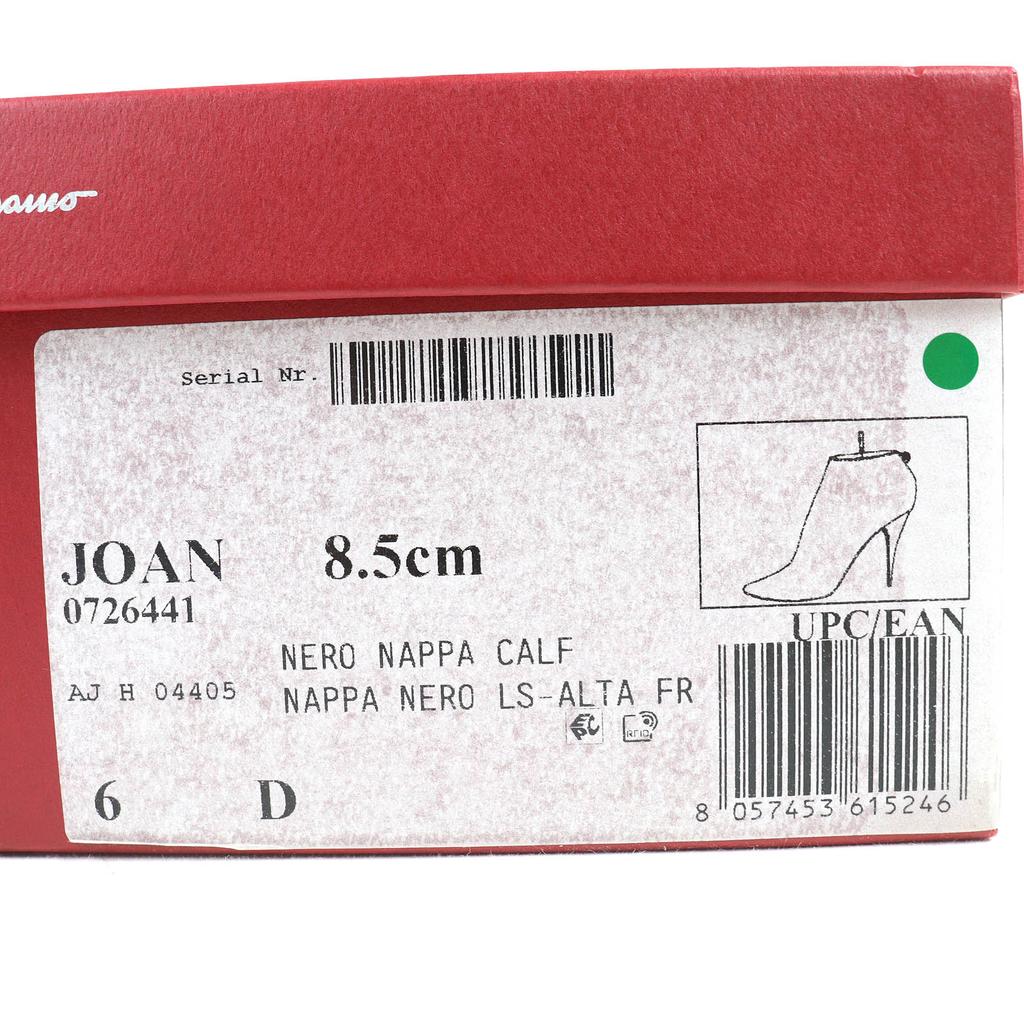 Serial Nr.
JOAN 8.5cm
0726441
UPC/EAN
NERO NAPPA CALF
AJ H 04405 NAPPA NERO LS-ALTA FR
EPC RFID
6 D
8 057453 615246